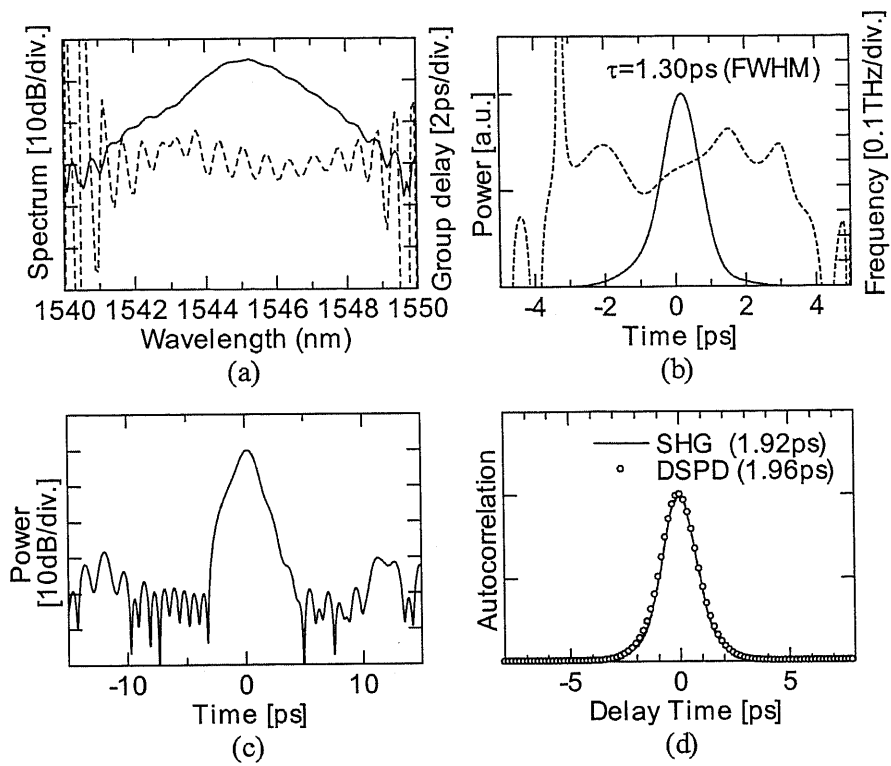 Spectrum [10dB/div.]
Group delay [2ps/div.]
1540 1542 1544 1546 1548 1550
Wavelength (nm)
(a)
τ=1.30ps (FWHM)
Power [a.u.]
Frequency [0.1THz/div.]
-4 -2 0 2 4
Time [ps]
(b)
Power
[10dB/div.]
-10 0 10
Time [ps]
(c)
SHG (1.92ps)
DSPD (1.96ps)
Autocorrelation
-5 0 5
Delay Time [ps]
(d)